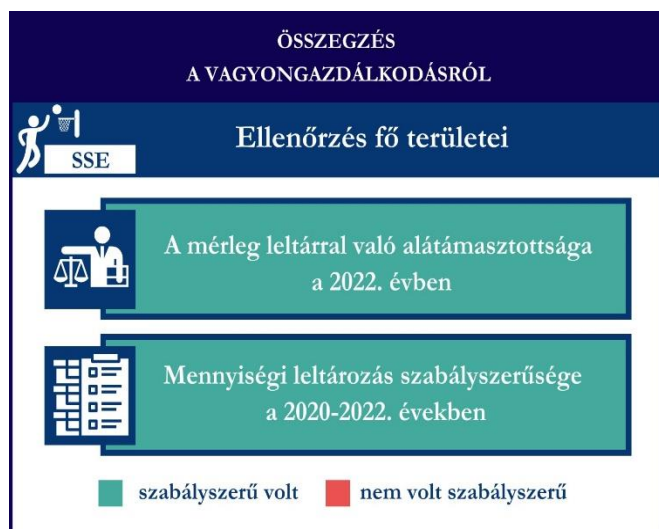 ÖSSZEGZÉS
A VAGYONGAZDÁLKODÁSRÓL
SSE
Ellenőrzés fő területei
A mérleg leltárral való alátámasztottsága
a 2022. évben
Mennyiségi leltározás szabályszerűsége
a 2020-2022. években
szabályszerű volt
nem volt szabályszerű